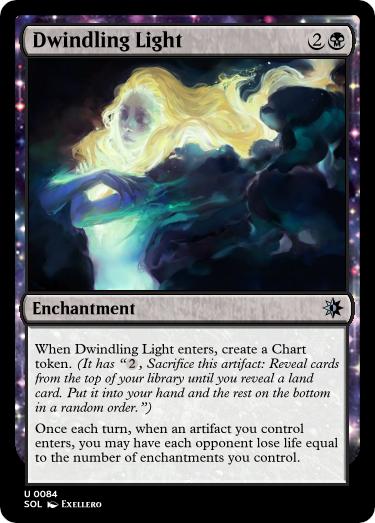 Dwindling Light 2
Enchantment
When Dwindling Light enters, create a Chart
token. (It has “2, Sacrifice this artifact: Reveal cards
from the top of your library until you reveal a land
card. Put it into your hand and the rest on the bottom
in a random order.”)
Once each turn, when an artifact you control
enters, you may have each opponent lose life equal
to the number of enchantments you control.
U 0084
SOL Exellero